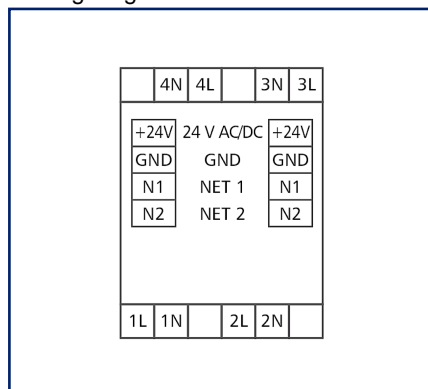 4N 4L 3N 3L
+24V 24 V AC/DC +24V
GND GND GND
N1 NET 1 N1
N2 NET 2 N2
1L 1N 2L 2N